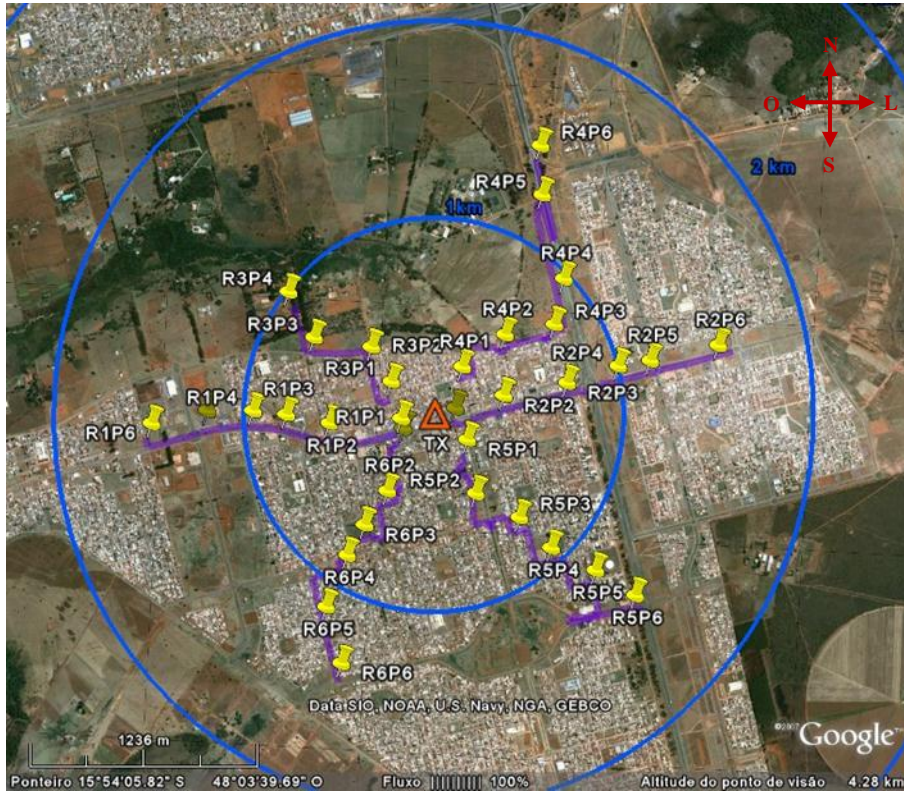 N
O L
S
R4P6
2 km
R4P5
1km
R4P4
R3P4
R4P3
R3P3
R4P2
R2P5
R2P6
R3P2
R4P1
R2P4
R3P1
R1P4
R1P3
R2P3
R1P6
R1P1
R2P2
TX
R1P2
R5P1
R6P2
R5P2
R5P3
R6P3
R6P4
R5P4
R5P5
R5P6
R6P5
R6P6
Data SIO, NOAA, U.S. Navy, NGA, GEBCO
©2007 Google™
1236 m
Ponteiro 15°54'05.82" S 48°03'39.69" O Fluxo |||||||||| 100% Altitude do ponto de visão 4.28 km